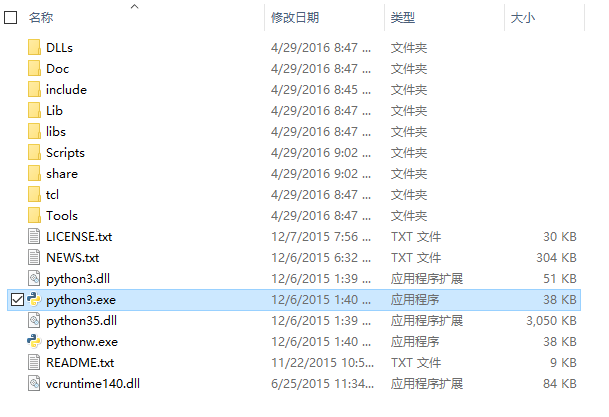 名称 修改日期 类型 大小
DLLs 4/29/2016 8:47 ... 文件夹
Doc 4/29/2016 8:47 ... 文件夹
include 4/29/2016 8:45 ... 文件夹
Lib 4/29/2016 8:47 ... 文件夹
libs 4/29/2016 8:47 ... 文件夹
Scripts 4/29/2016 9:02 ... 文件夹
share 4/29/2016 9:02 ... 文件夹
tcl 4/29/2016 8:47 ... 文件夹
Tools 4/29/2016 8:47 ... 文件夹
LICENSE.txt 12/7/2015 7:56 ... TXT 文件 30 KB
NEWS.txt 12/6/2015 6:32 ... TXT 文件 304 KB
python3.dll 12/6/2015 1:39 ... 应用程序扩展 51 KB
python3.exe 12/6/2015 1:40 ... 应用程序 38 KB
python35.dll 12/6/2015 1:39 ... 应用程序扩展 3,050 KB
pythonw.exe 12/6/2015 1:40 ... 应用程序 38 KB
README.txt 11/22/2015 10:5... TXT 文件 9 KB
vcruntime140.dll 6/25/2015 11:34... 应用程序扩展 84 KB